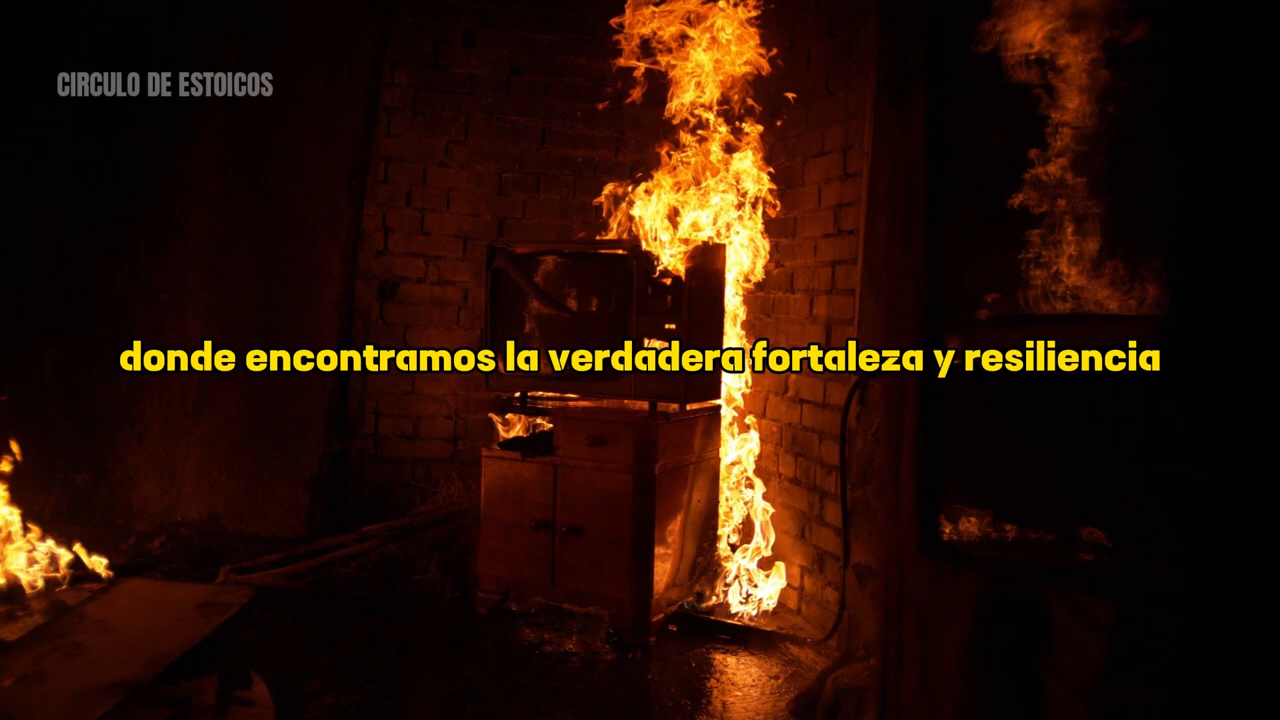 CIRCULO DE ESTOICOS
donde encontramos la verdadera fortaleza y resiliencia